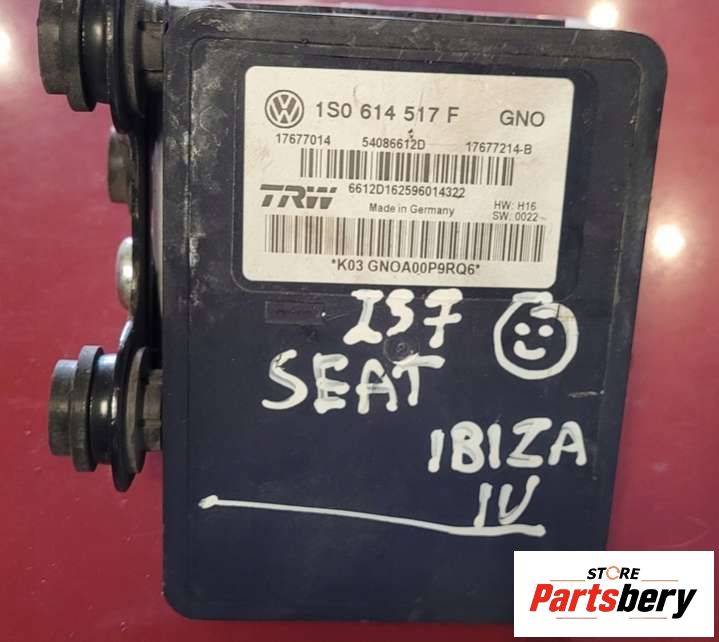 1S0 614 517 F GNO
17677014 54086612D 17677214-B
TRW 6612D162596014322
Made in Germany
HW: H16
SW: 0022
*K03 GNOA00P9RQ6*
257
SEAT
IBIZA
IV
STORE
Partsbery